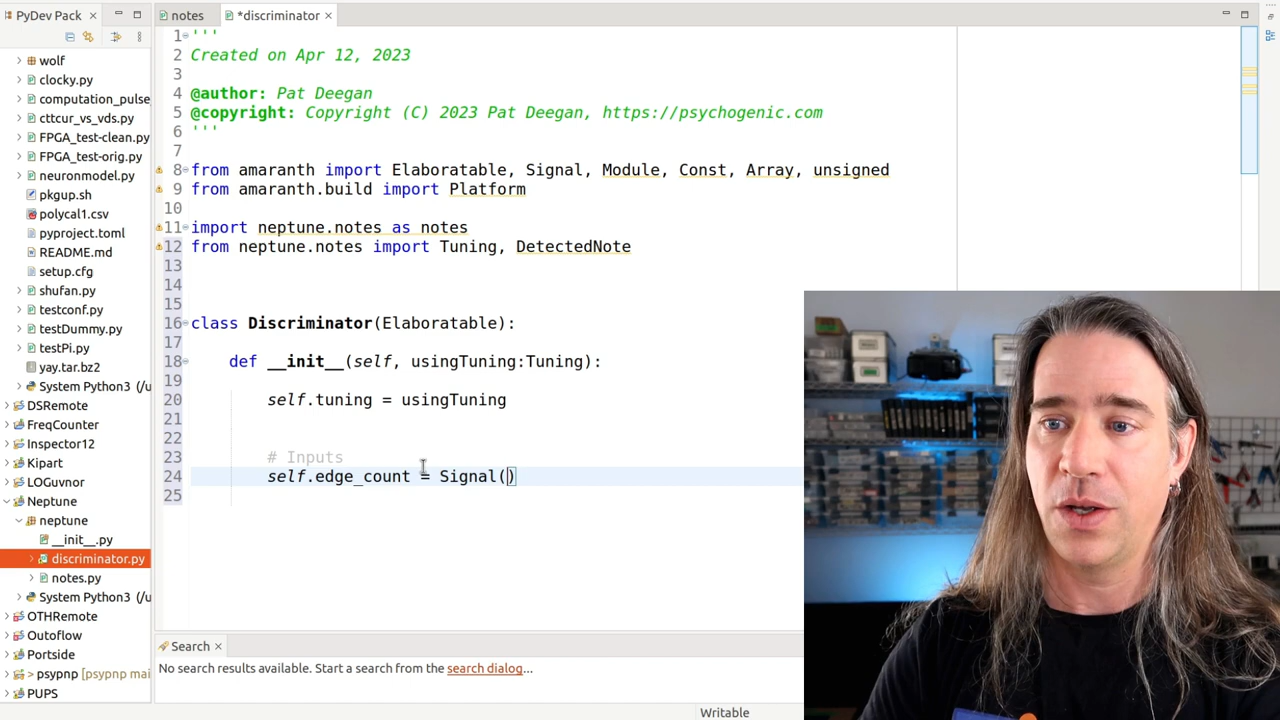 PyDev Pack
notes
*discriminator
wolf
clocky.py
computation_pulse
cttcur_vs_vds.py
FPGA_test-clean.py
FPGA_test-orig.py
neuronmodel.py
pkgup.sh
polycal1.csv
pyproject.toml
README.md
setup.cfg
shufan.py
testconf.py
testDummy.py
testPi.py
yay.tar.bz2
System Python3 (/u
DSRemote
FreqCounter
Inspector12
Kipart
LOGuvnor
Neptune
neptune
__init__.py
discriminator.py
notes.py
System Python3 (/u
OTHRemote
Outoflow
Portside
> psypnp [psypnp mai
PUPS
1 '''
2 Created on Apr 12, 2023
3
4 @author: Pat Deegan
5 @copyright: Copyright (C) 2023 Pat Deegan, https://psychogenic.com
6 '''
7
8 from amaranth import Elaboratable, Signal, Module, Const, Array, unsigned
9 from amaranth.build import Platform
10
11 import neptune.notes as notes
12 from neptune.notes import Tuning, DetectedNote
13
14
15
16 class Discriminator(Elaboratable):
17
18 def __init__(self, usingTuning:Tuning):
19
20 self.tuning = usingTuning
21
22
23 # Inputs
24 self.edge_count = Signal()
25
Search
No search results available. Start a search from the search dialog...
Writable